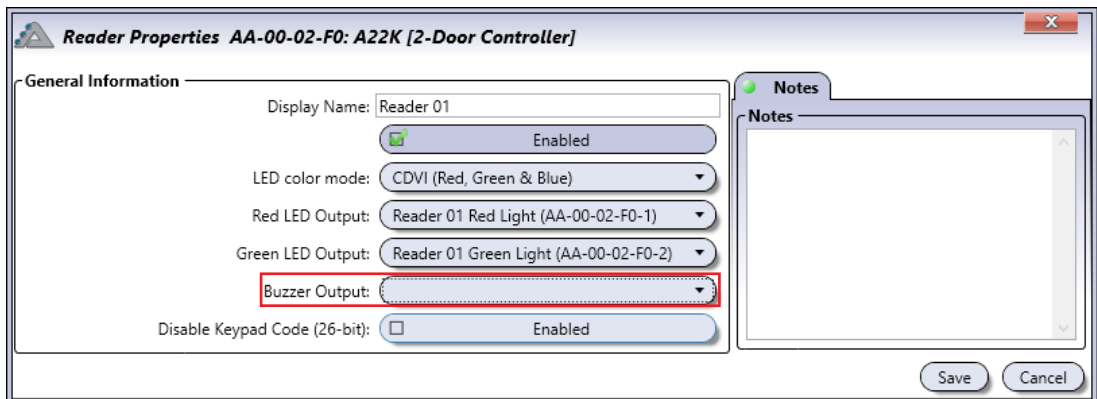 Reader Properties AA-00-02-F0: A22K [2-Door Controller]
X
General Information
Display Name: Reader 01
Enabled
LED color mode: CDVI (Red, Green & Blue)
Red LED Output: Reader 01 Red Light (AA-00-02-F0-1)
Green LED Output: Reader 01 Green Light (AA-00-02-F0-2)
Buzzer Output:
Disable Keypad Code (26-bit): Enabled
Notes
Notes
Save Cancel